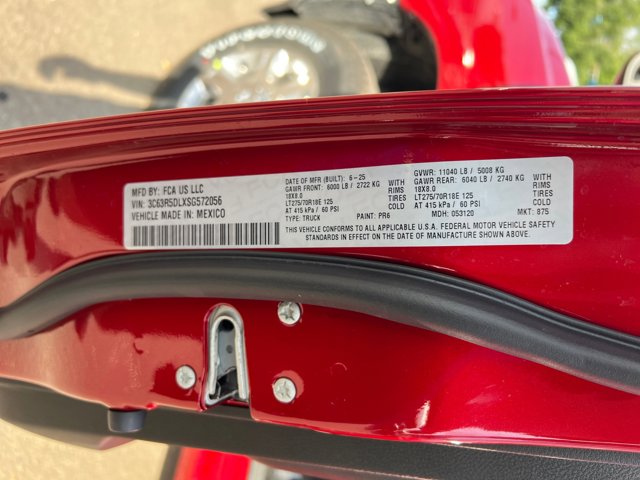 MFD BY: FCA US LLC
VIN: 3C63R5DLXSG572056
VEHICLE MADE IN: MEXICO
DATE OF MFR (BUILT): 6-25
GAWR FRONT: 6000 LB / 2722 KG WITH
18X8.0 RIMS
LT275/70R18E 125 TIRES
AT 415 kPa / 60 PSI COLD
TYPE: TRUCK PAINT: PR6
GVWR: 11040 LB / 5008 KG
GAWR REAR: 6040 LB / 2740 KG WITH
18X8.0 RIMS
LT275/70R18E 125 TIRES
AT 415 kPa / 60 PSI COLD
MDH: 053120 MKT: 87S
THIS VEHICLE CONFORMS TO ALL APPLICABLE U.S.A. FEDERAL MOTOR VEHICLE SAFETY
STANDARDS IN EFFECT ON THE DATE OF MANUFACTURE SHOWN ABOVE.